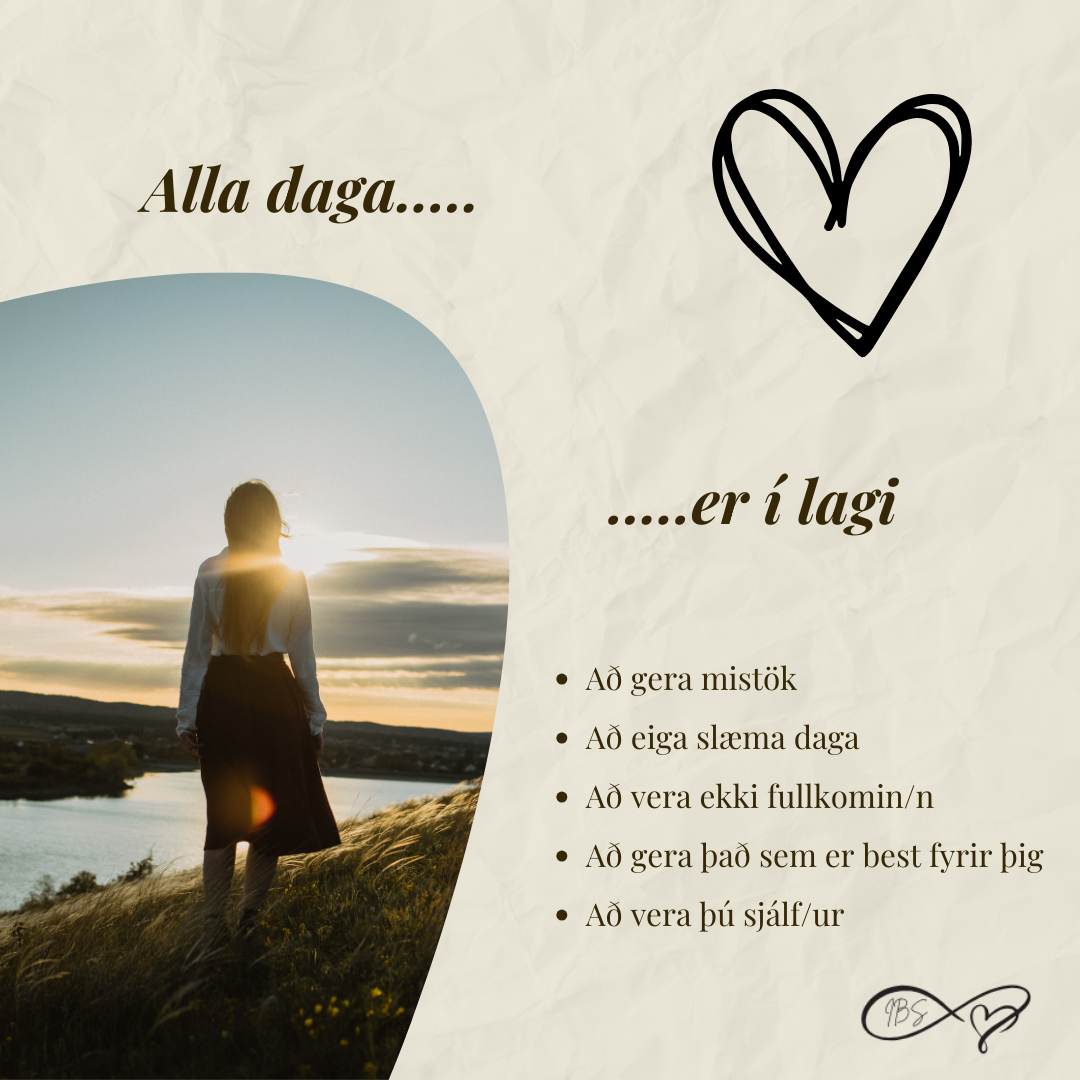 Alla daga.....
.....er í lagi
Að gera mistök
Að eiga slæma daga
Að vera ekki fullkomin/n
Að gera það sem er best fyrir þig
Að vera þú sjálf/ur
IBS